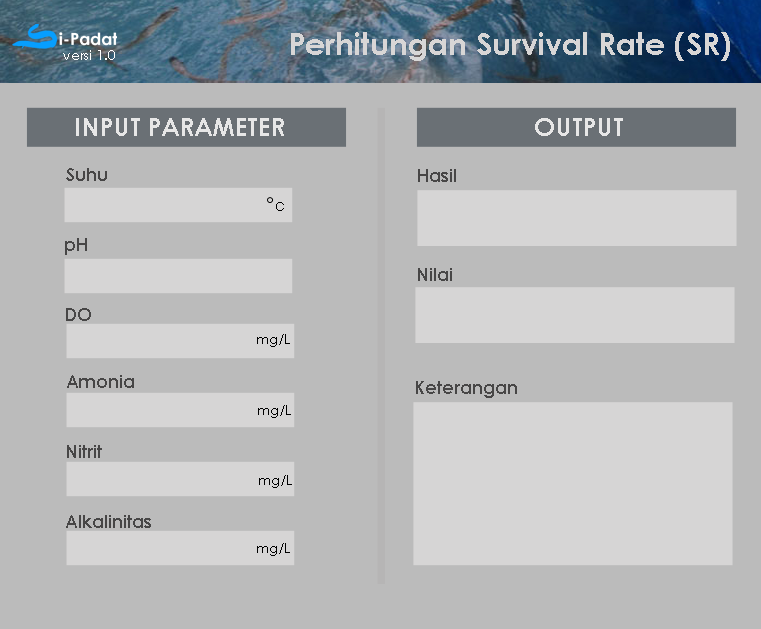 Si-Padat
versi 1.0
Perhitungan Survival Rate (SR)
INPUT PARAMETER
Suhu
°C
pH
DO
mg/L
Amonia
mg/L
Nitrit
mg/L
Alkalinitas
mg/L
OUTPUT
Hasil
Nilai
Keterangan